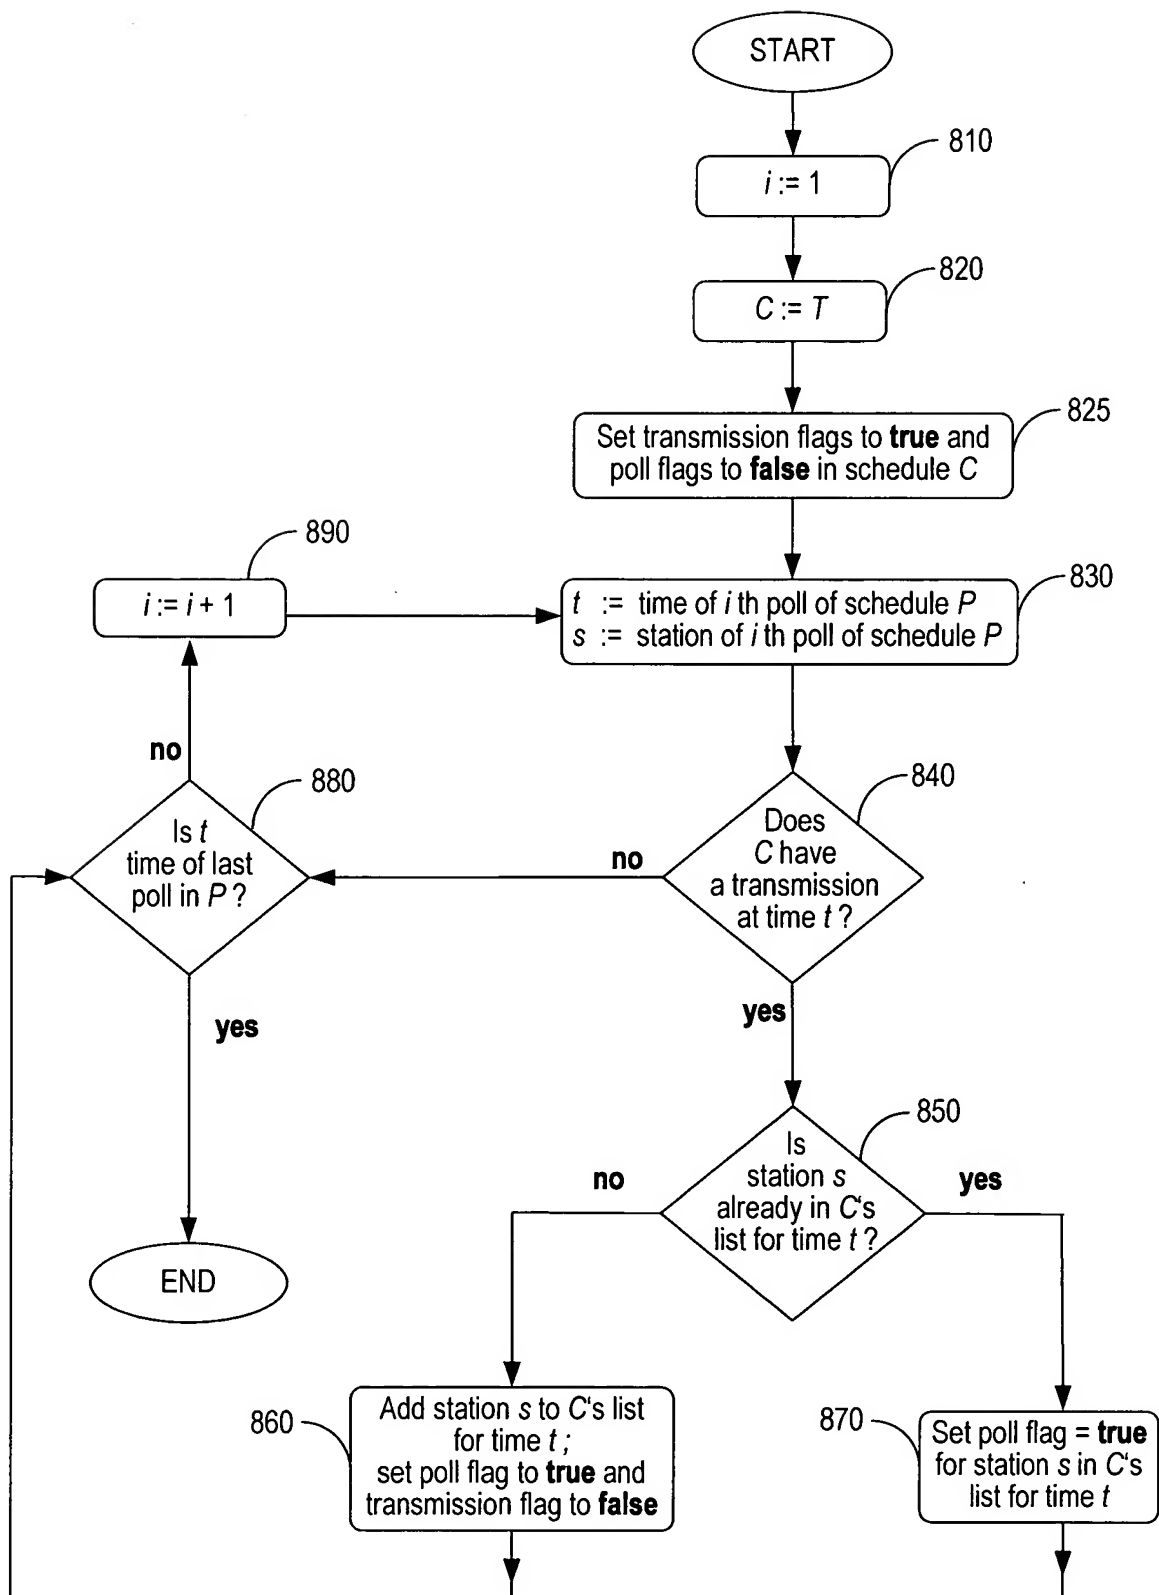 START
810
i := 1
820
C := T
825
Set transmission flags to true and
poll flags to false in schedule C
890
i := i + 1
830
t := time of i th poll of schedule P
s := station of i th poll of schedule P
no
880
Is t
time of last
poll in P ?
840
Does
C have
a transmission
at time t ?
no
yes
yes
850
Is
station s
already in C's
list for time t ?
no
yes
END
860
Add station s to C's list
for time t ;
set poll flag to true and
transmission flag to false
870
Set poll flag = true
for station s in C's
list for time t